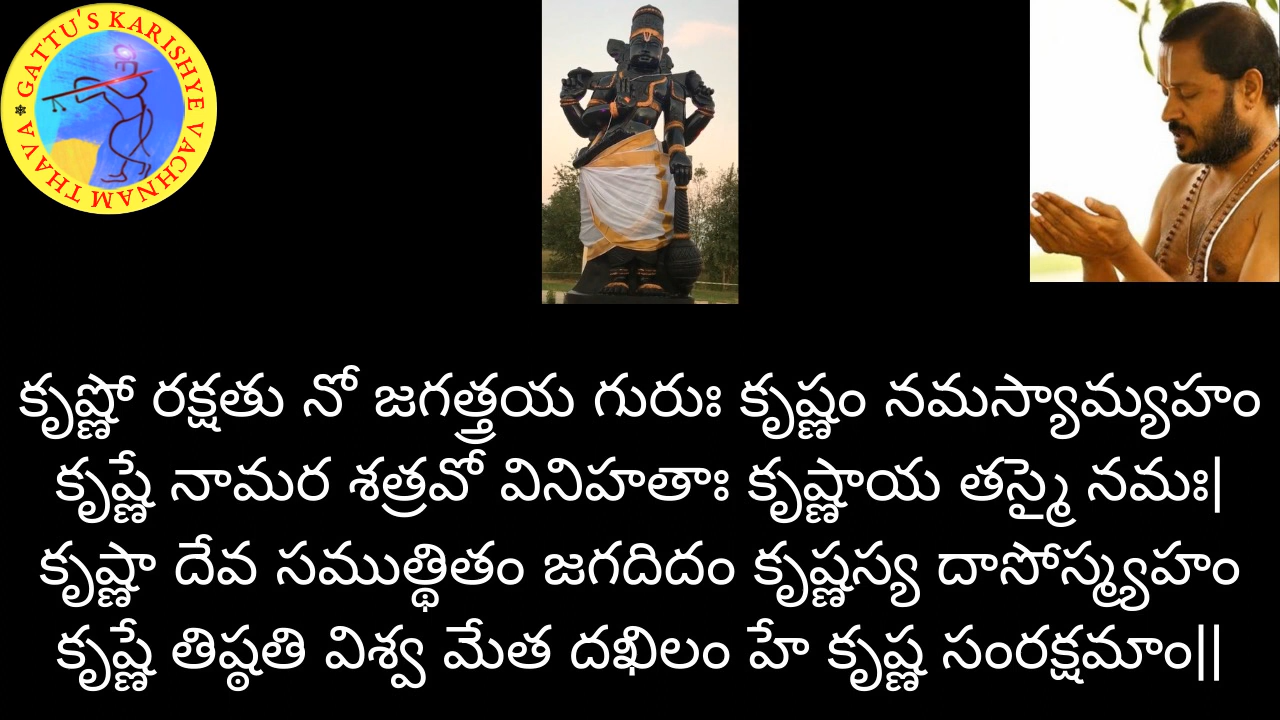 GATTU'S KARISHYE VACHNAM THAVA
కృష్ణో రక్షతు నో జగత్త్రయ గురుః కృష్ణం నమస్యామ్యహం
కృష్ణే నామర శత్రవో వినిహతాః కృష్ణాయ తస్మై నమః|
కృష్ణా దేవ సముత్థితం జగదిదం కృష్ణస్య దాసోస్మ్యహం
కృష్ణే తిష్ఠతి విశ్వ మేత దఖిలం హే కృష్ణ సంరక్షమాం||